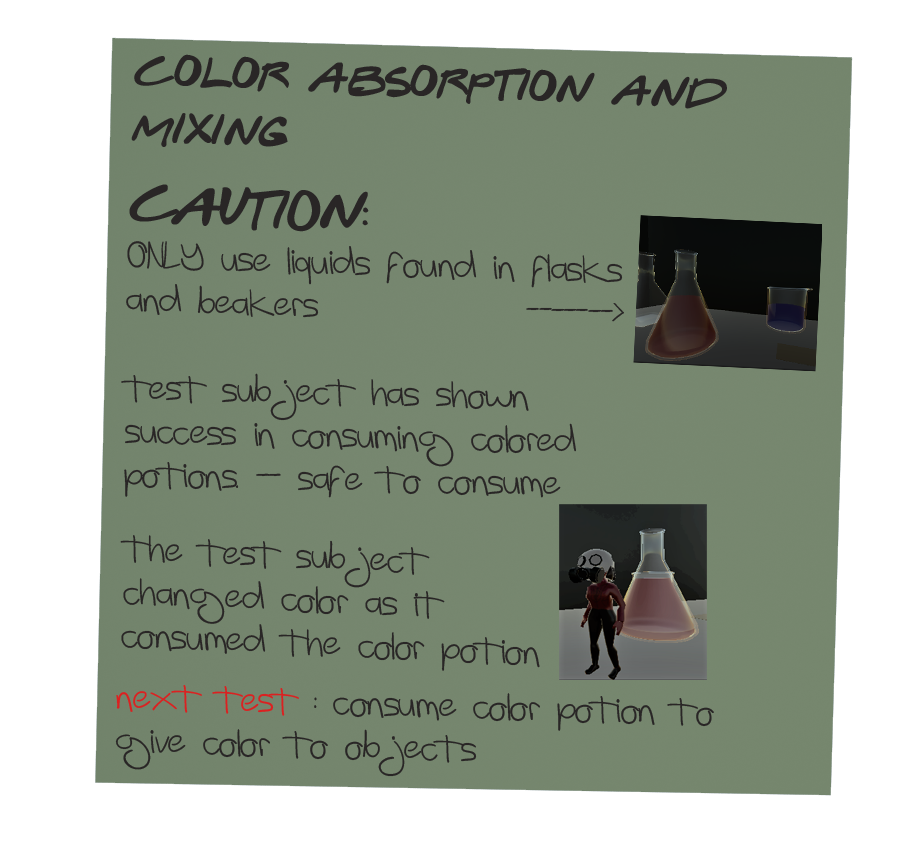 COLOR ABSORPTION AND
MIXING
CAUTION:
ONLY use liquids found in flasks
and beakers
test subject has shown
success in consuming colored
potions - safe to consume
the test subject
changed color as it
consumed the color potion
next test : consume color potion to
give color to objects